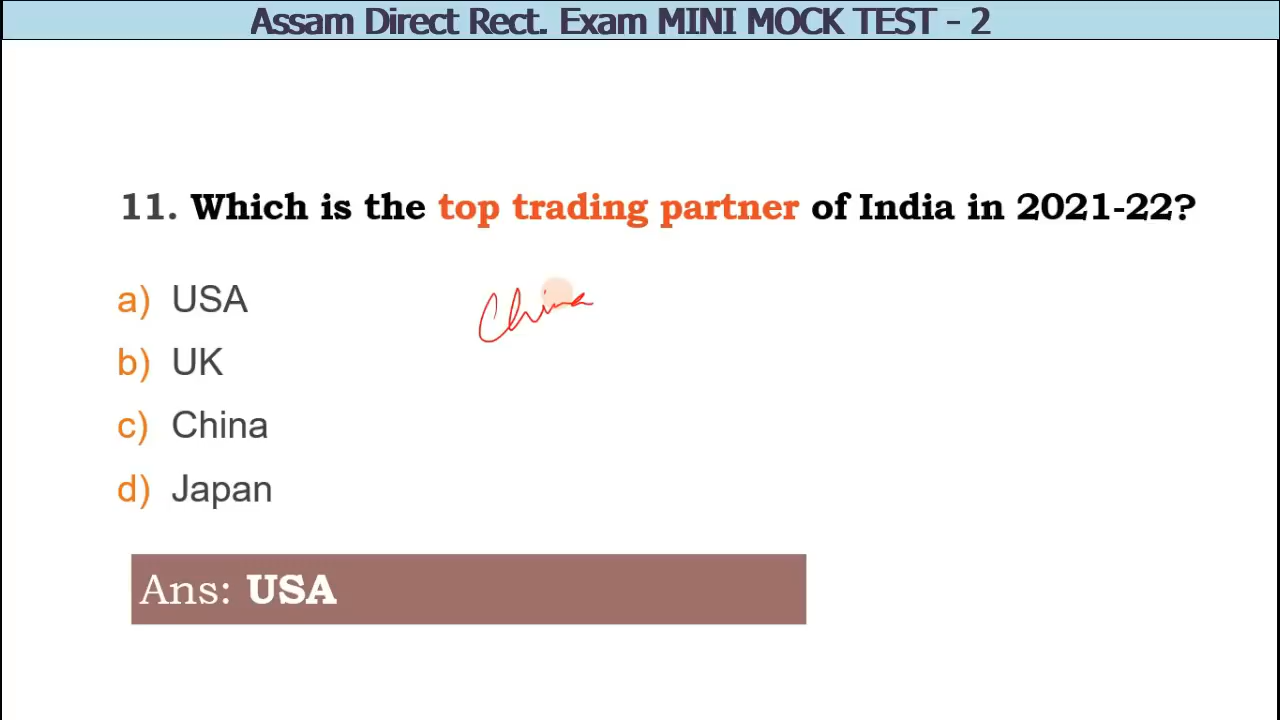 Assam Direct Rect. Exam MINI MOCK TEST - 2
11. Which is the top trading partner of India in 2021-22?
a) USA
China
b) UK
c) China
d) Japan
Ans: USA